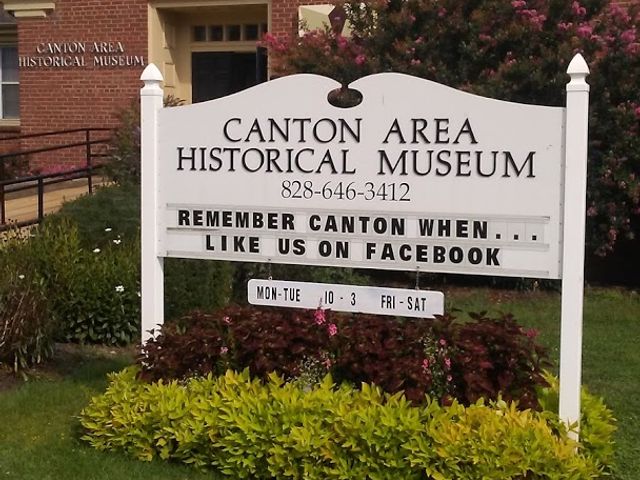 CANTON AREA
HISTORICAL MUSEUM
CANTON AREA
HISTORICAL MUSEUM
828-646-3412
REMEMBER CANTON WHEN...
LIKE US ON FACEBOOK
MON-TUE 10-3 FRI-SAT